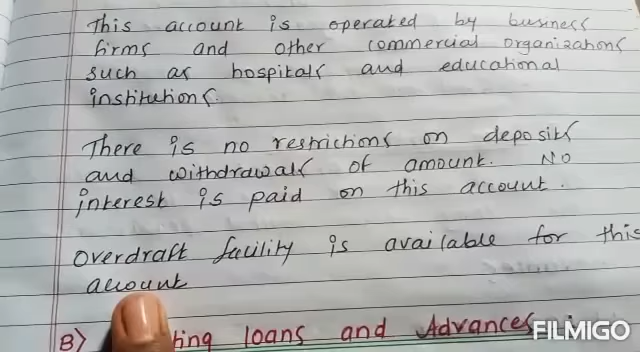 This account is operated by business
firms and other commercial organizations
such as hospitals and educational
institutions.
There is no restrictions on deposits
and withdrawals of amount. No
interest is paid on this account.
Overdraft facility is available for this
account
B) ting loans and Advances
FILMIGO